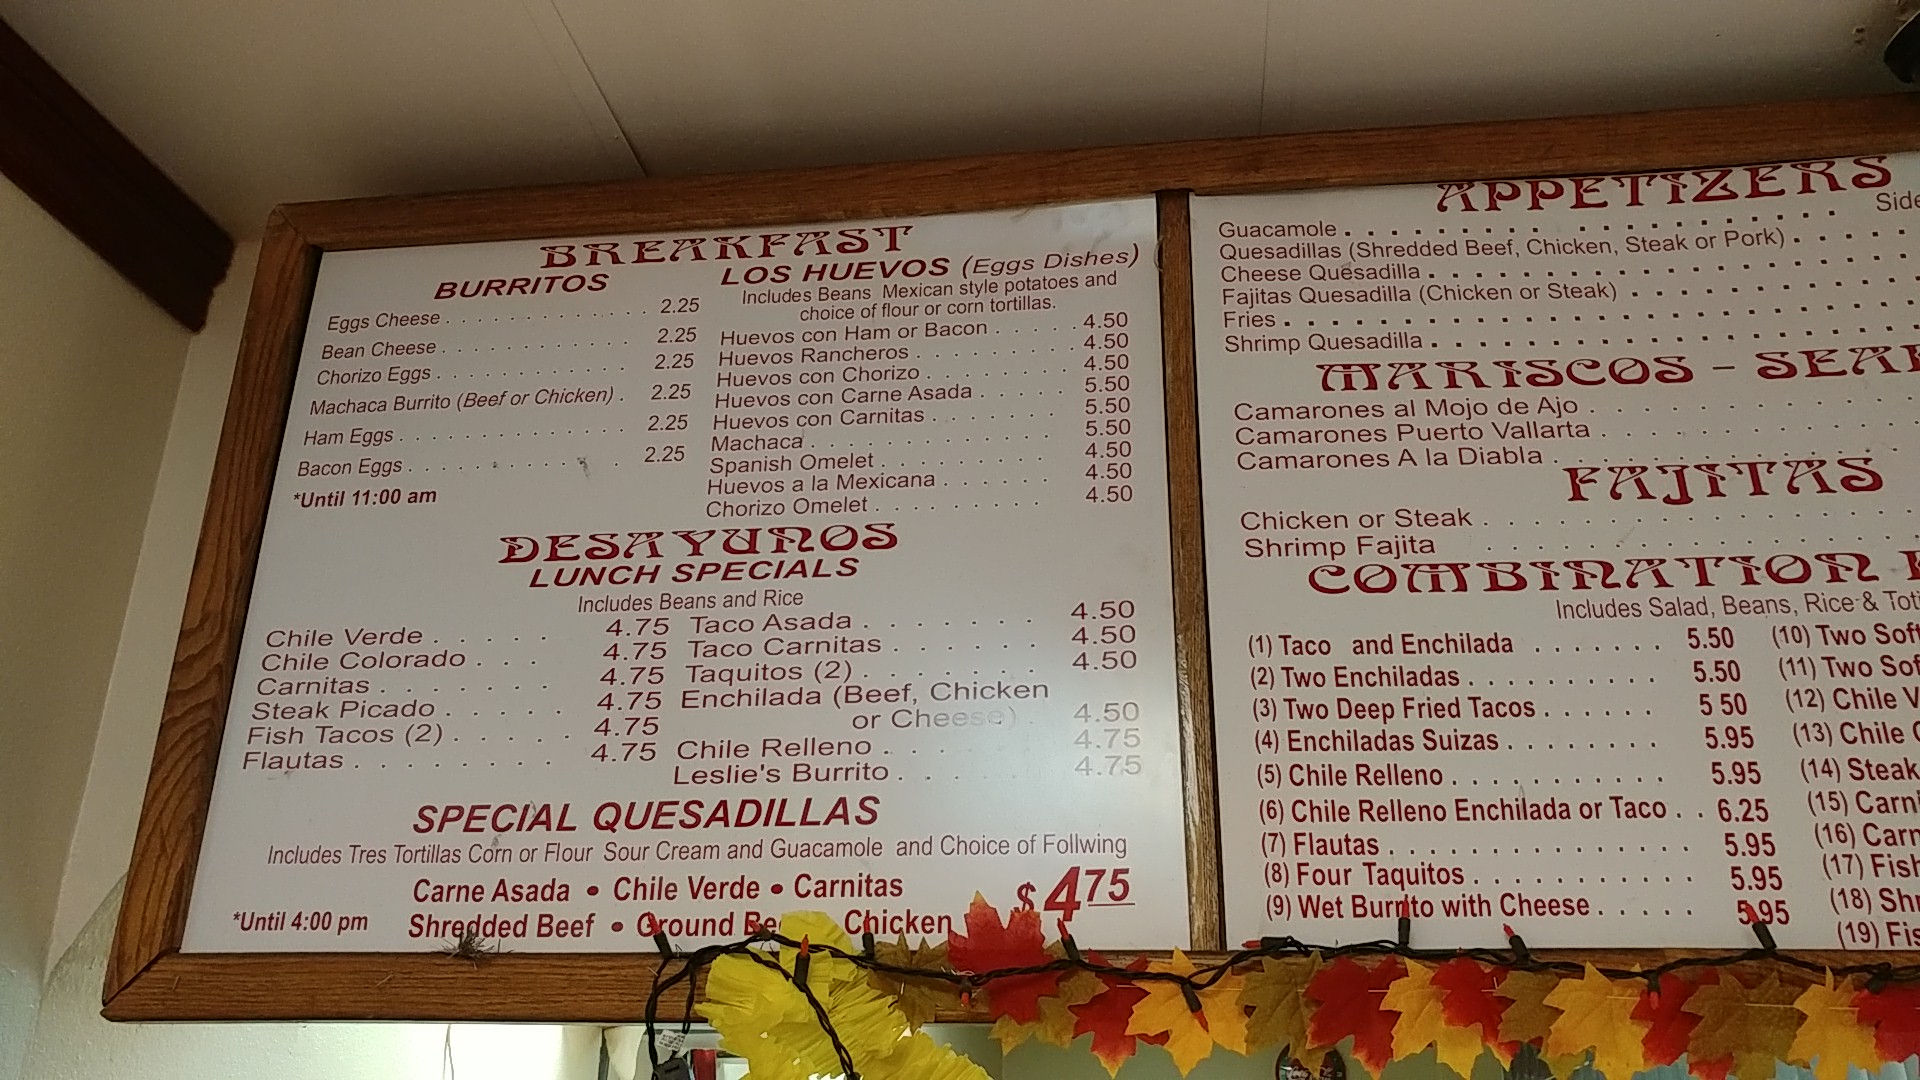 BREAKFAST
BURRITOS
Eggs Cheese . . . . . . . . . . . . . 2.25
Bean Cheese . . . . . . . . . . . . 2.25
Chorizo Eggs . . . . . . . . . . . . 2.25
Machaca Burrito (Beef or Chicken) . 2.25
Ham Eggs . . . . . . . . . . . . . . 2.25
Bacon Eggs . . . . . . . . . . . . . 2.25
*Until 11:00 am
LOS HUEVOS (Eggs Dishes)
Includes Beans Mexican style potatoes and
choice of flour or corn tortillas.
Huevos con Ham or Bacon . . . . . 4.50
Huevos Rancheros . . . . . . . . . 4.50
Huevos con Chorizo . . . . . . . . 4.50
Huevos con Carne Asada . . . . . 5.50
Huevos con Carnitas . . . . . . . 5.50
Machaca . . . . . . . . . . . . . 5.50
Spanish Omelet . . . . . . . . . 4.50
Huevos a la Mexicana . . . . . . 4.50
Chorizo Omelet . . . . . . . . . 4.50
DESAYUNOS
LUNCH SPECIALS
Includes Beans and Rice
Chile Verde . . . . . 4.75
Chile Colorado . . . 4.75
Carnitas . . . . . . . 4.75
Steak Picado . . . . . 4.75
Fish Tacos (2) . . . . . 4.75
Flautas . . . . . . . . . 4.75
Taco Asada . . . . . . . 4.50
Taco Carnitas . . . . . . 4.50
Taquitos (2) . . . . . . . 4.50
Enchilada (Beef, Chicken
or Cheese) . 4.50
Chile Relleno . . . . . . 4.75
Leslie's Burrito . . . . . 4.75
SPECIAL QUESADILLAS
Includes Tres Tortillas Corn or Flour Sour Cream and Guacamole and Choice of Follwing
Carne Asada • Chile Verde • Carnitas
*Until 4:00 pm Shredded Beef • Ground Chicken
$4.75
APPETIZERS
Side
Guacamole . . . . . . . . . . . . . . .
Quesadillas (Shredded Beef, Chicken, Steak or Pork) . . . .
Cheese Quesadilla . . . . . . . . . . . . . . .
Fajitas Quesadilla (Chicken or Steak) . . . . . . . . . .
Fries . . . . . . . . . . . . . . . . . .
Shrimp Quesadilla . . . . . . . . . . . . . . .
MARISCOS -
Camarones al Mojo de Ajo . . . . . . . . . .
Camarones Puerto Vallarta . . . . . . . . . .
Camarones A la Diabla . . . . . . . . . . .
FAJITAS
Chicken or Steak . . . . . . . . . . . . .
Shrimp Fajita . . . . . . . . . . . . .
COMBINATION
Includes Salad, Beans, Rice & 
(1) Taco and Enchilada . . . . . . . 5.50
(2) Two Enchiladas . . . . . . . . . . 5.50
(3) Two Deep Fried Tacos . . . . . . 5 50
(4) Enchiladas Suizas . . . . . . . . 5.95
(5) Chile Relleno . . . . . . . . . . . 5.95
(6) Chile Relleno Enchilada or Taco . . 6.25
(7) Flautas . . . . . . . . . . . . . . 5.95
(8) Four Taquitos . . . . . . . . . . . 5.95
(9) Wet Burrito with Cheese . . . . . 5.95
(10) Two Soft
(11) Two
(12) Chile
(13) Chile
(14) Steak
(15)
(16)
(17) Fish
(18)
(19)